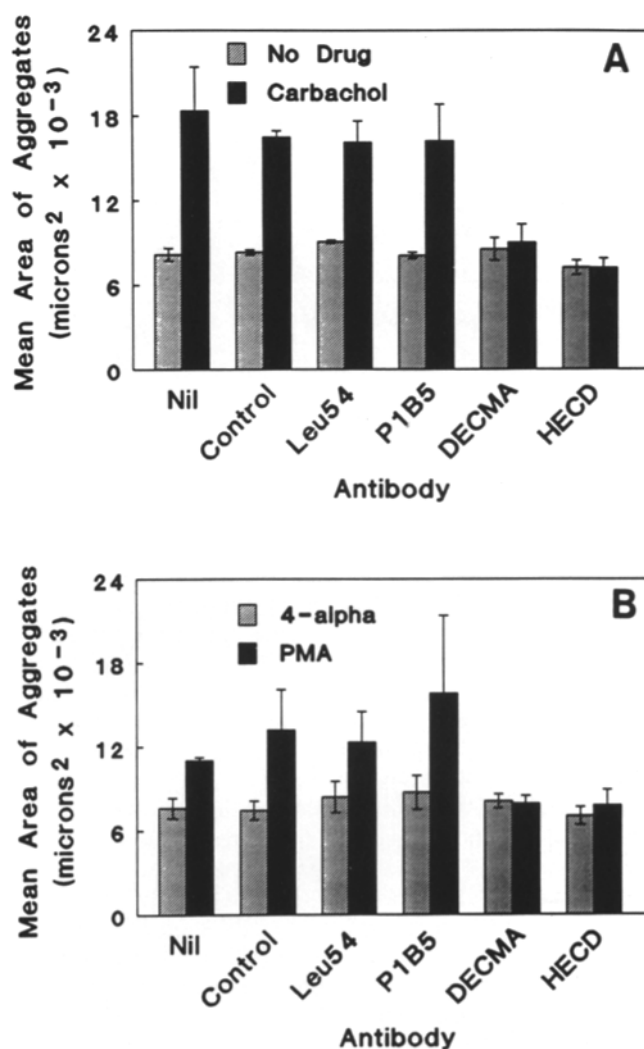 24
18
12
6
0
Mean Area of Aggregates
(microns² x 10⁻³)
No Drug
Carbachol
A
Nil
Control
Leu54
P1B5
DECMA
HECD
Antibody
24
18
12
6
0
Mean Area of Aggregates
(microns² x 10⁻³)
4-alpha
PMA
B
Nil
Control
Leu54
P1B5
DECMA
HECD
Antibody